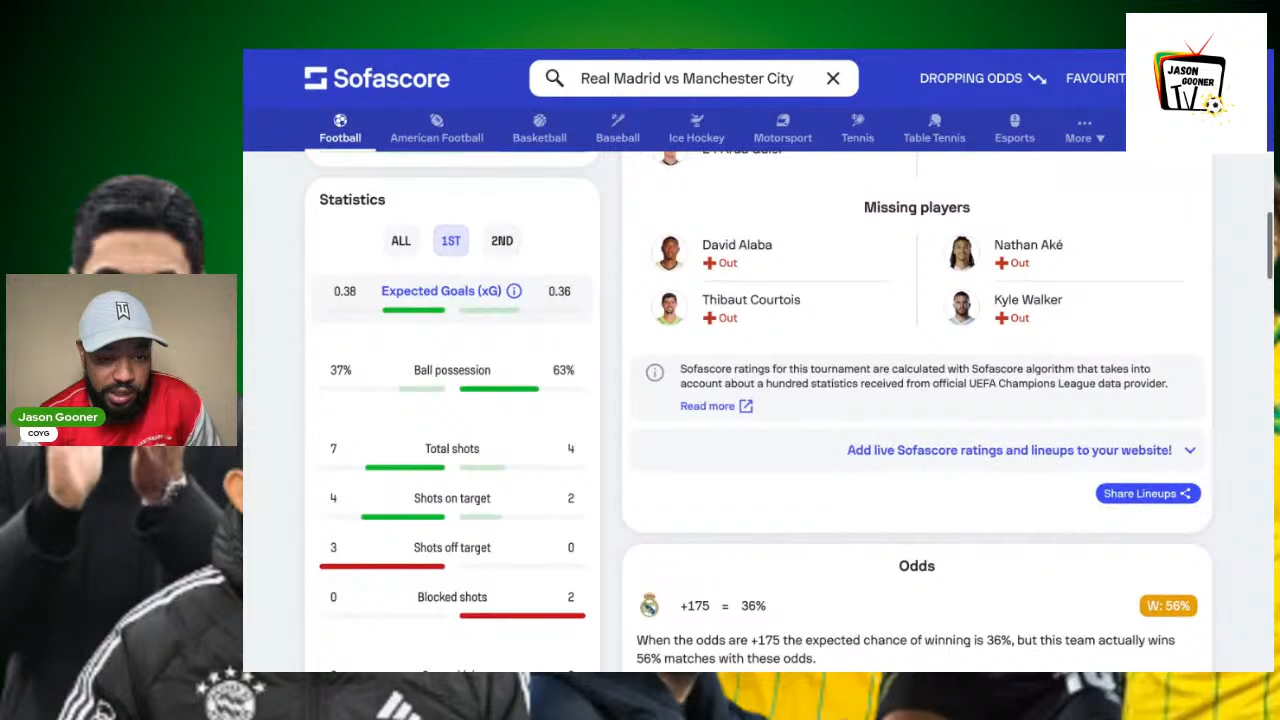 Sofascore
Real Madrid vs Manchester City
DROPPING ODDS
FAVOURIT
JASON
GOONER
TV
Football
American Football
Basketball
Baseball
Ice Hockey
Motorsport
Tennis
Table Tennis
Esports
More ▼
Statistics
ALL
1ST
2ND
0.38 Expected Goals (xG) 0.36
37% Ball possession 63%
7 Total shots 4
4 Shots on target 2
3 Shots off target 0
0 Blocked shots 2
Missing players
David Alaba
Out
Nathan Aké
Out
Thibaut Courtois
Out
Kyle Walker
Out
Sofascore ratings for this tournament are calculated with Sofascore algorithm that takes into
account about a hundred statistics received from official UEFA Champions League data provider.
Read more
Add live Sofascore ratings and lineups to your website!
Share Lineups
Odds
+175 = 36%
W: 56%
When the odds are +175 the expected chance of winning is 36%, but this team actually wins
56% matches with these odds.
Jason Gooner
COYG